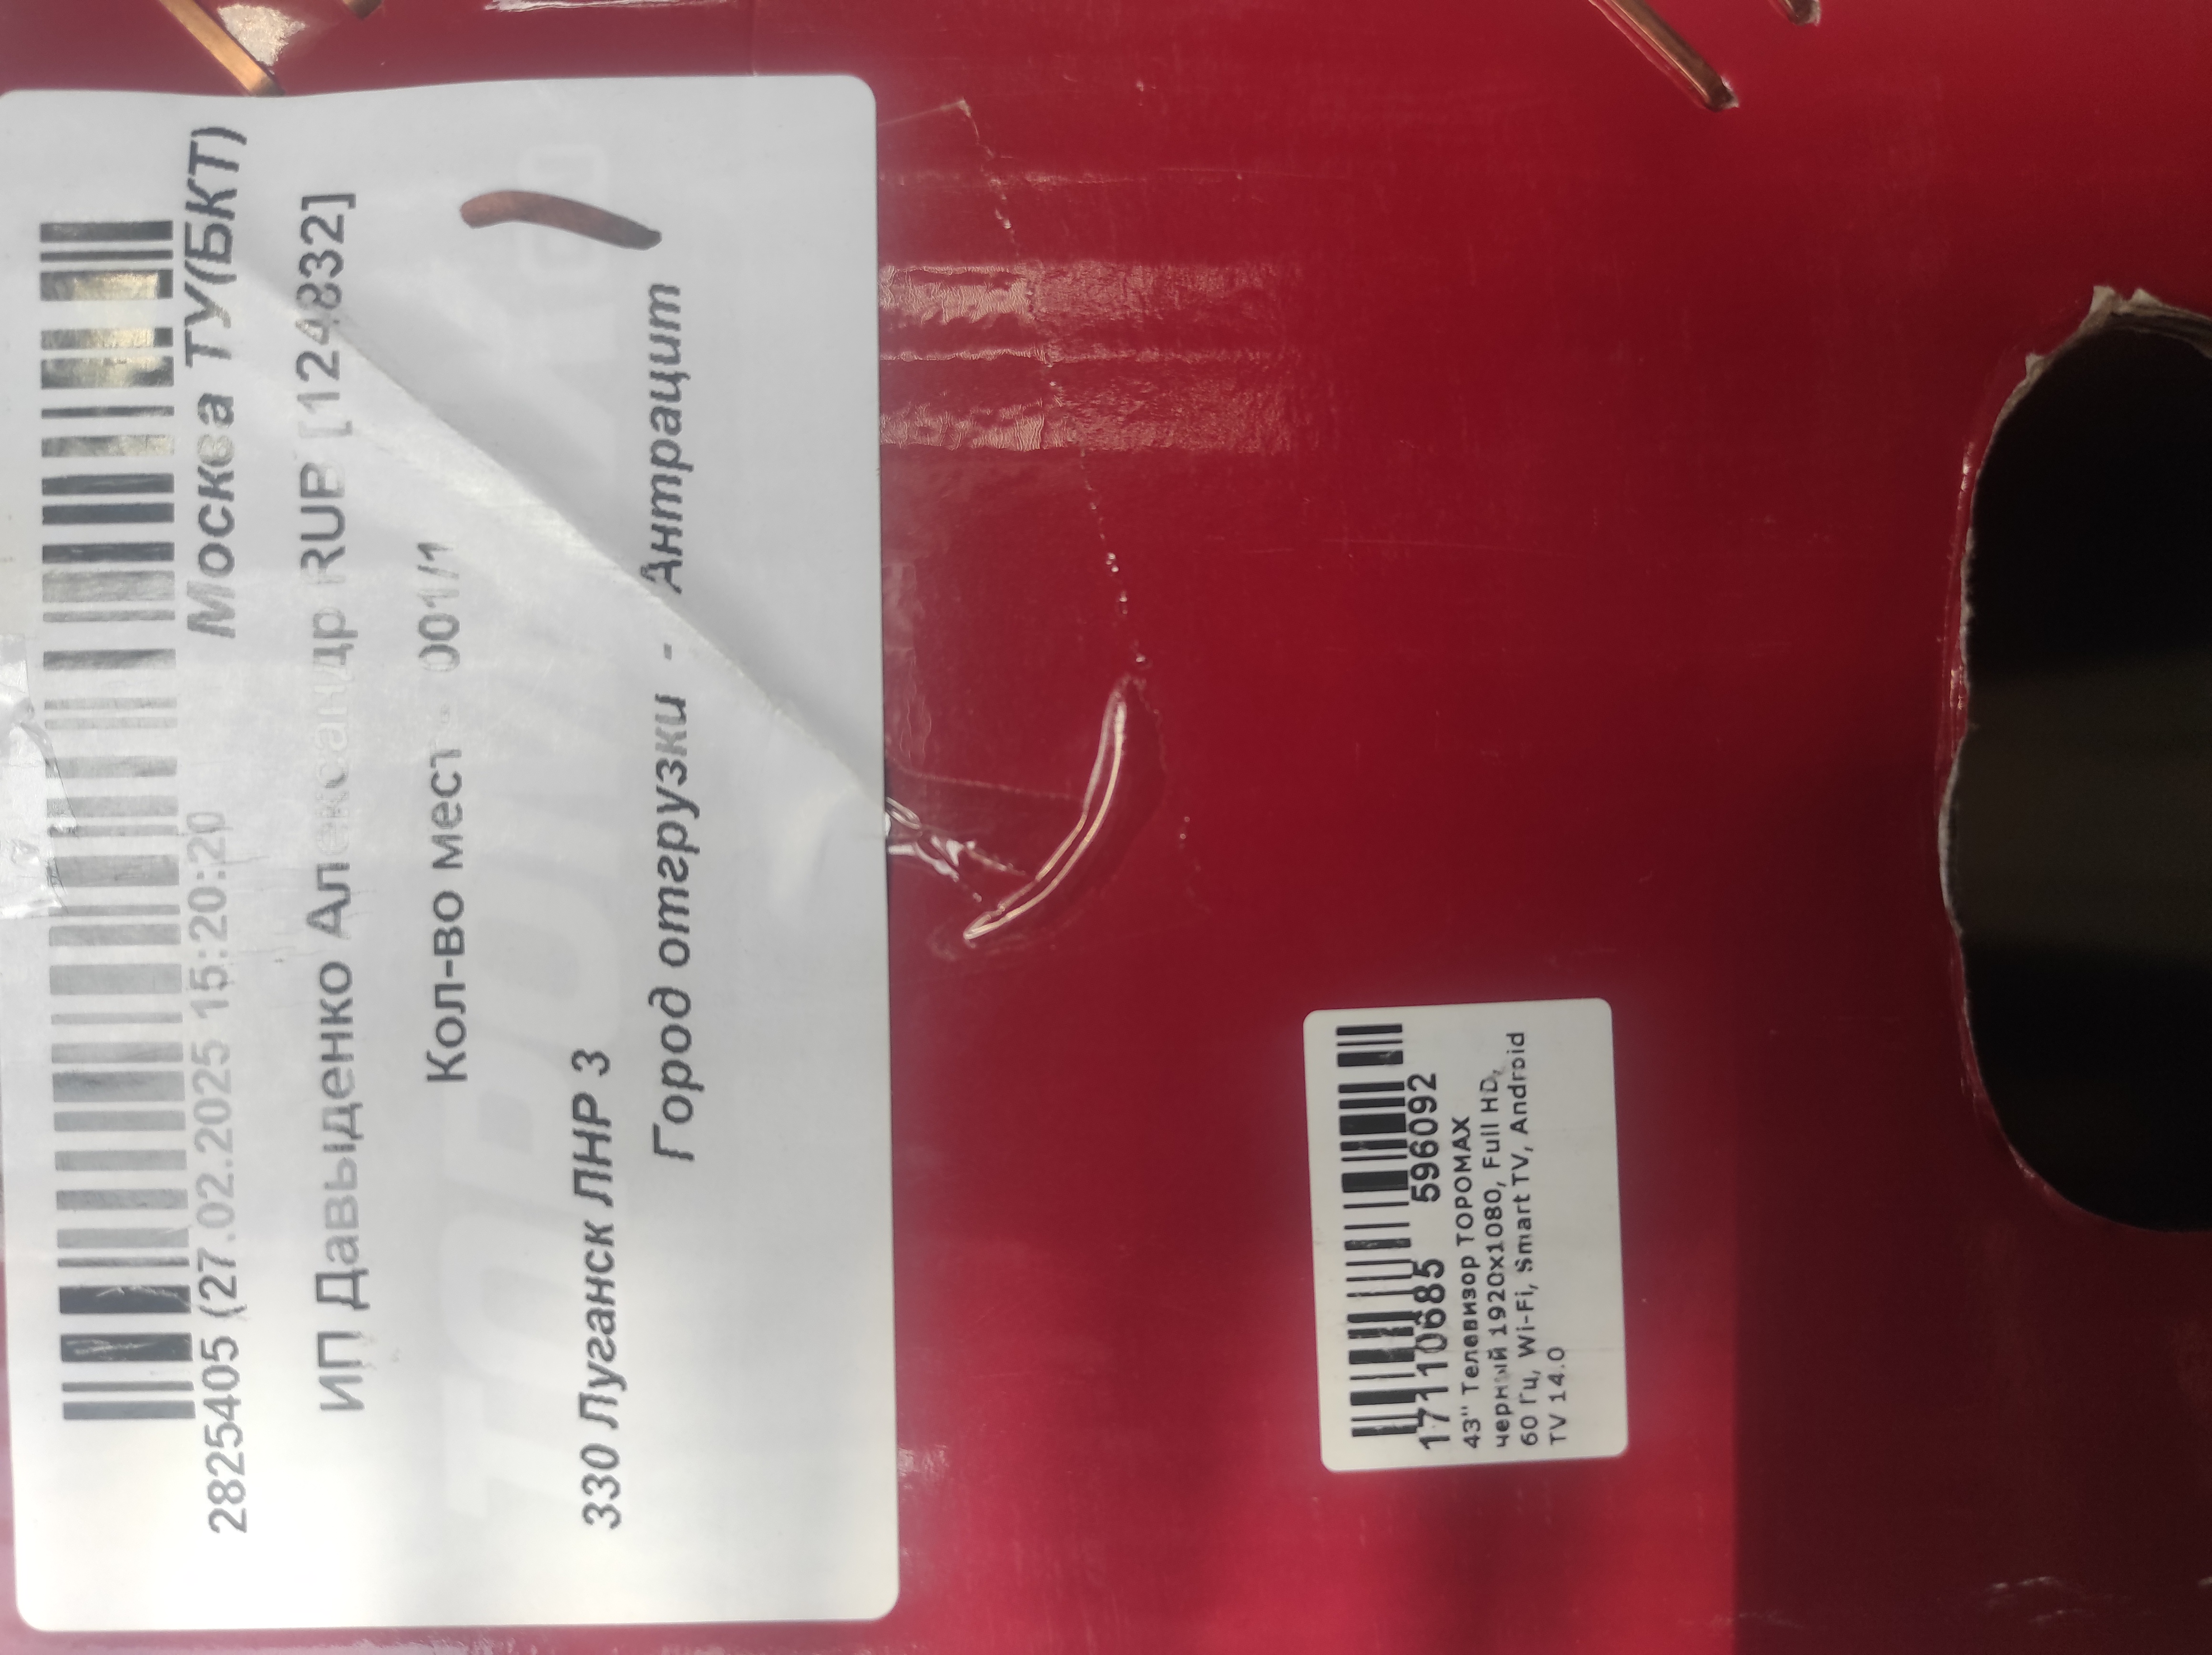 Москва ТУ(БКТ)
2825405 (27.02.2025 15:20:20
ИП Давыденко Александр RUB [124832]
Кол-во мест 001/1
330 Луганск ЛНР 3
Город отгрузки - Антрацит
17110685 596092
43" Телевизор TOPOMAX
черный 1920x1080, Full HD,
60 Гц, Wi-Fi, Smart TV, Android
TV 14.0